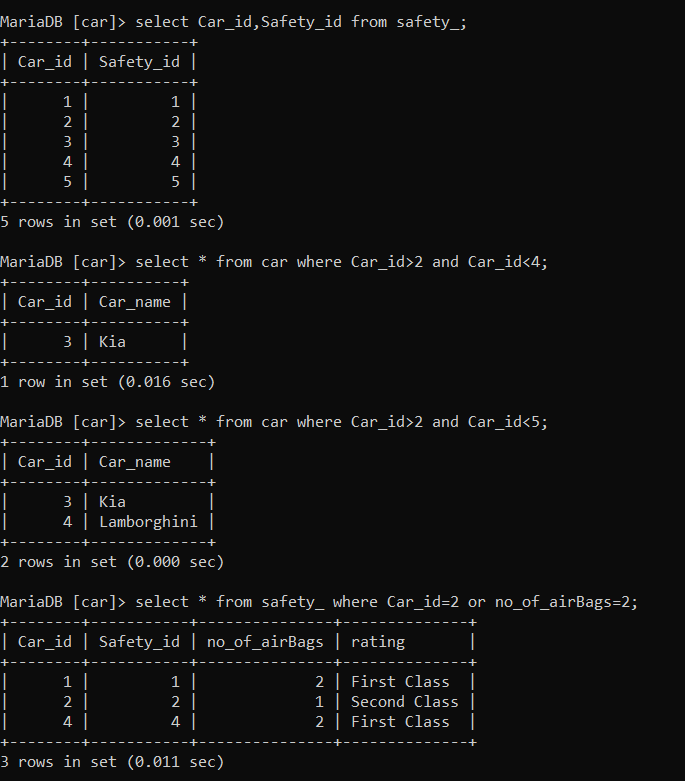 MariaDB [car]> select Car_id,Safety_id from safety_;
+--------+-----------+
| Car_id | Safety_id |
+--------+-----------+
|      1 |         1 |
|      2 |         2 |
|      3 |         3 |
|      4 |         4 |
|      5 |         5 |
+--------+-----------+
5 rows in set (0.001 sec)

MariaDB [car]> select * from car where Car_id>2 and Car_id<4;
+--------+----------+
| Car_id | Car_name |
+--------+----------+
|      3 | Kia      |
+--------+----------+
1 row in set (0.016 sec)

MariaDB [car]> select * from car where Car_id>2 and Car_id<5;
+--------+-------------+
| Car_id | Car_name    |
+--------+-------------+
|      3 | Kia         |
|      4 | Lamborghini |
+--------+-------------+
2 rows in set (0.000 sec)

MariaDB [car]> select * from safety_ where Car_id=2 or no_of_airBags=2;
+--------+-----------+---------------+--------------+
| Car_id | Safety_id | no_of_airBags | rating       |
+--------+-----------+---------------+--------------+
|      1 |         1 |             2 | First Class  |
|      2 |         2 |             1 | Second Class |
|      4 |         4 |             2 | First Class  |
+--------+-----------+---------------+--------------+
3 rows in set (0.011 sec)